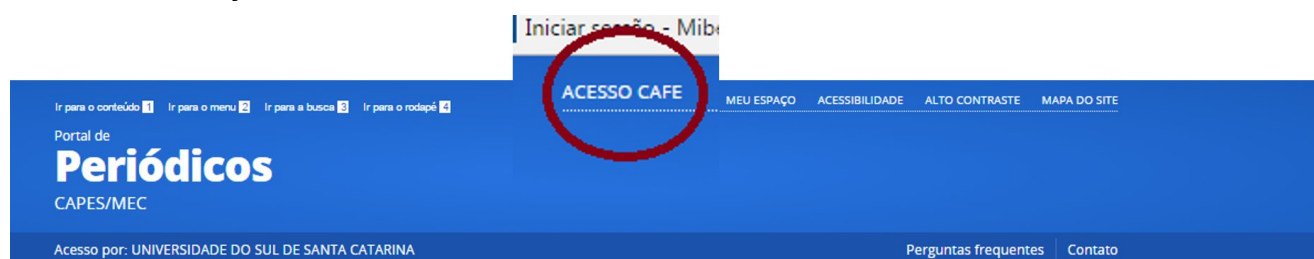 Iniciar sessão - Mibe
ACESSO CAFE
MEU ESPAÇO ACESSIBILIDADE ALTO CONTRASTE MAPA DO SITE
Ir para o conteúdo 1 Ir para o menu 2 Ir para a busca 3 Ir para o rodapé 4
Portal de
Periódicos
CAPES/MEC
Acesso por: UNIVERSIDADE DO SUL DE SANTA CATARINA
Perguntas frequentes Contato